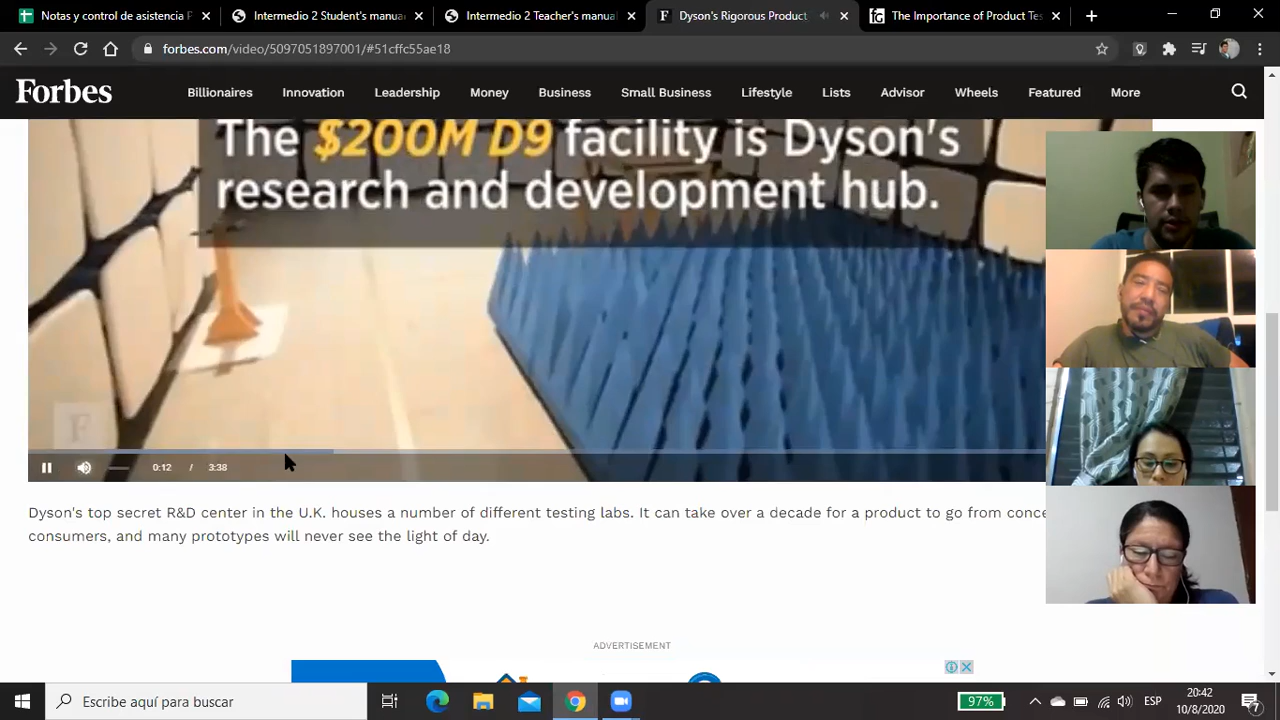 Notas y control de asistencia P
Intermedio 2 Student's manua
Intermedio 2 Teacher's manual
Dyson's Rigorous Product
The Importance of Product Tes
forbes.com/video/5097051897001/#51cffc55ae18
Forbes
Billionaires
Innovation
Leadership
Money
Business
Small Business
Lifestyle
Lists
Advisor
Wheels
Featured
More
The $200M D9 facility is Dyson's
research and development hub.
F
0:12 / 3:38
Dyson's top secret R&D center in the U.K. houses a number of different testing labs. It can take over a decade for a product to go from conce
consumers, and many prototypes will never see the light of day.
ADVERTISEMENT
Escribe aquí para buscar
97%
ESP
20:42
10/8/2020
7